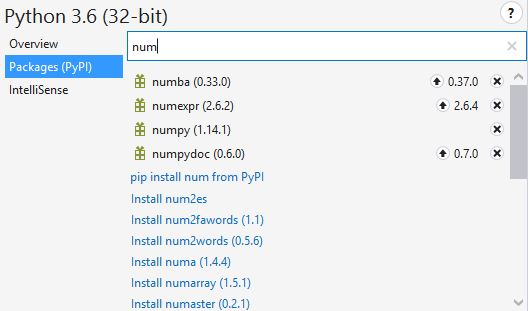 Python 3.6 (32-bit)
?
Overview
Packages (PyPI)
IntelliSense
num
numba (0.33.0) 0.37.0
numexpr (2.6.2) 2.6.4
numpy (1.14.1)
numpydoc (0.6.0) 0.7.0
pip install num from PyPI
Install num2es
Install num2fawords (1.1)
Install num2words (0.5.6)
Install numa (1.4.4)
Install numarray (1.5.1)
Install numaster (0.2.1)